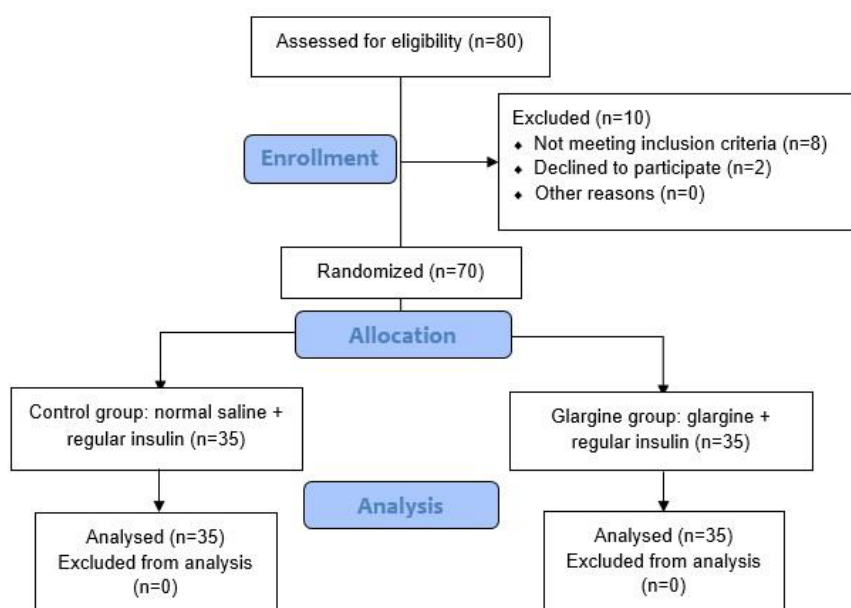 Assessed for eligibility (n=80)
Enrollment
Excluded (n=10)
♦ Not meeting inclusion criteria (n=8)
♦ Declined to participate (n=2)
♦ Other reasons (n=0)
Randomized (n=70)
Allocation
Control group: normal saline +
regular insulin (n=35)
Glargine group: glargine +
regular insulin (n=35)
Analysis
Analysed (n=35)
Excluded from analysis
(n=0)
Analysed (n=35)
Excluded from analysis
(n=0)